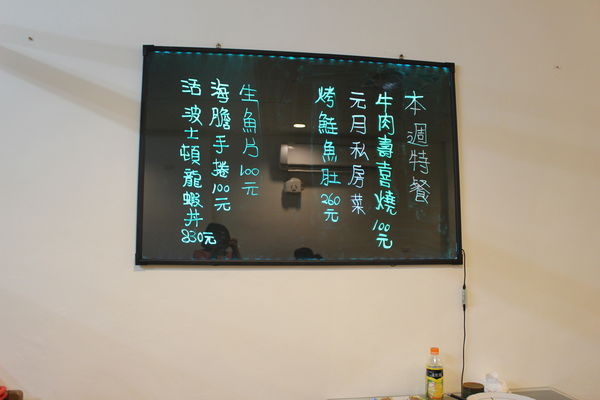 本週特餐
牛肉壽喜燒100元
元月私房菜
烤鮭魚肚260元
生魚片100元
海膽手捲100元
活波士頓龍蝦丼
830元